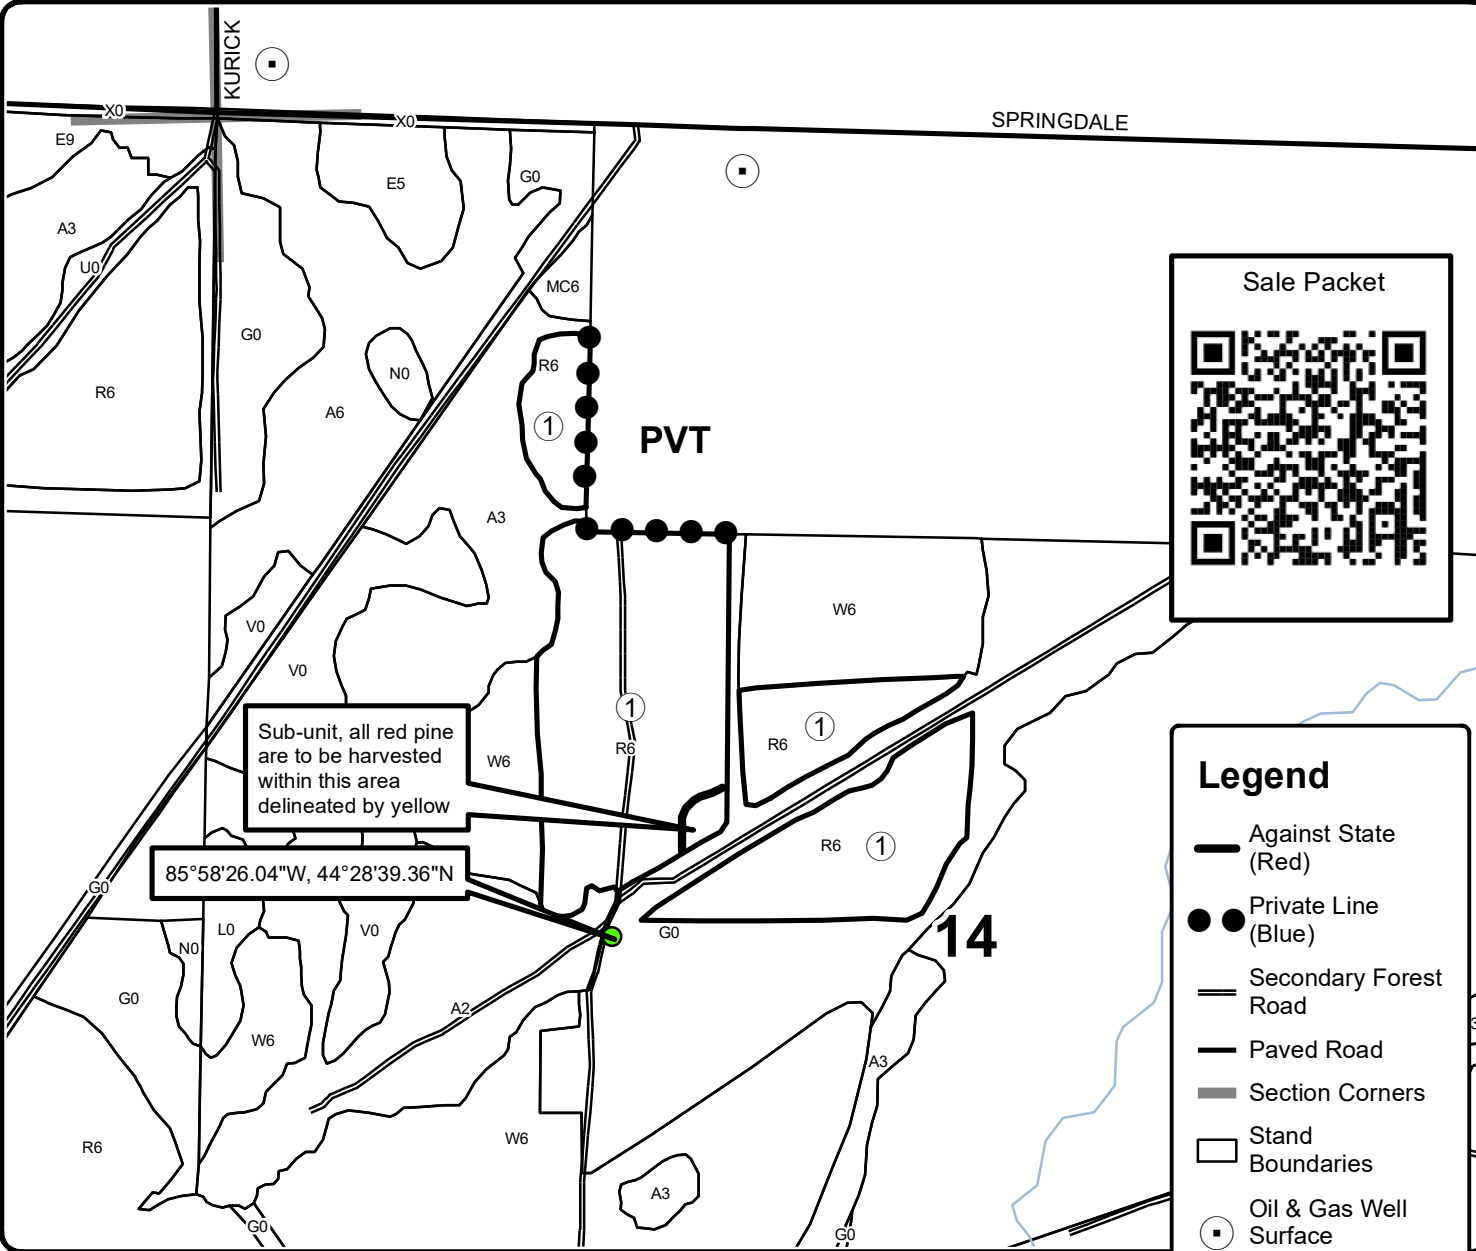 KURICK
SPRINGDALE
X0
X0
E9
E5
G0
A3
U0
MC6
G0
R6
N0
R6
A6
1
PVT
A3
Sale Packet
W6
V0
V0
1
1
R6
R6
W6
Sub-unit, all red pine
are to be harvested
within this area
delineated by yellow
R6
1
85°58'26.04"W, 44°28'39.36"N
G0
L0
V0
N0
G0
14
G0
A2
W6
A3
R6
W6
A3
G0
G0
Legend
Against State
(Red)
Private Line
(Blue)
Secondary Forest
Road
Paved Road
Section Corners
Stand
Boundaries
Oil & Gas Well
Surface